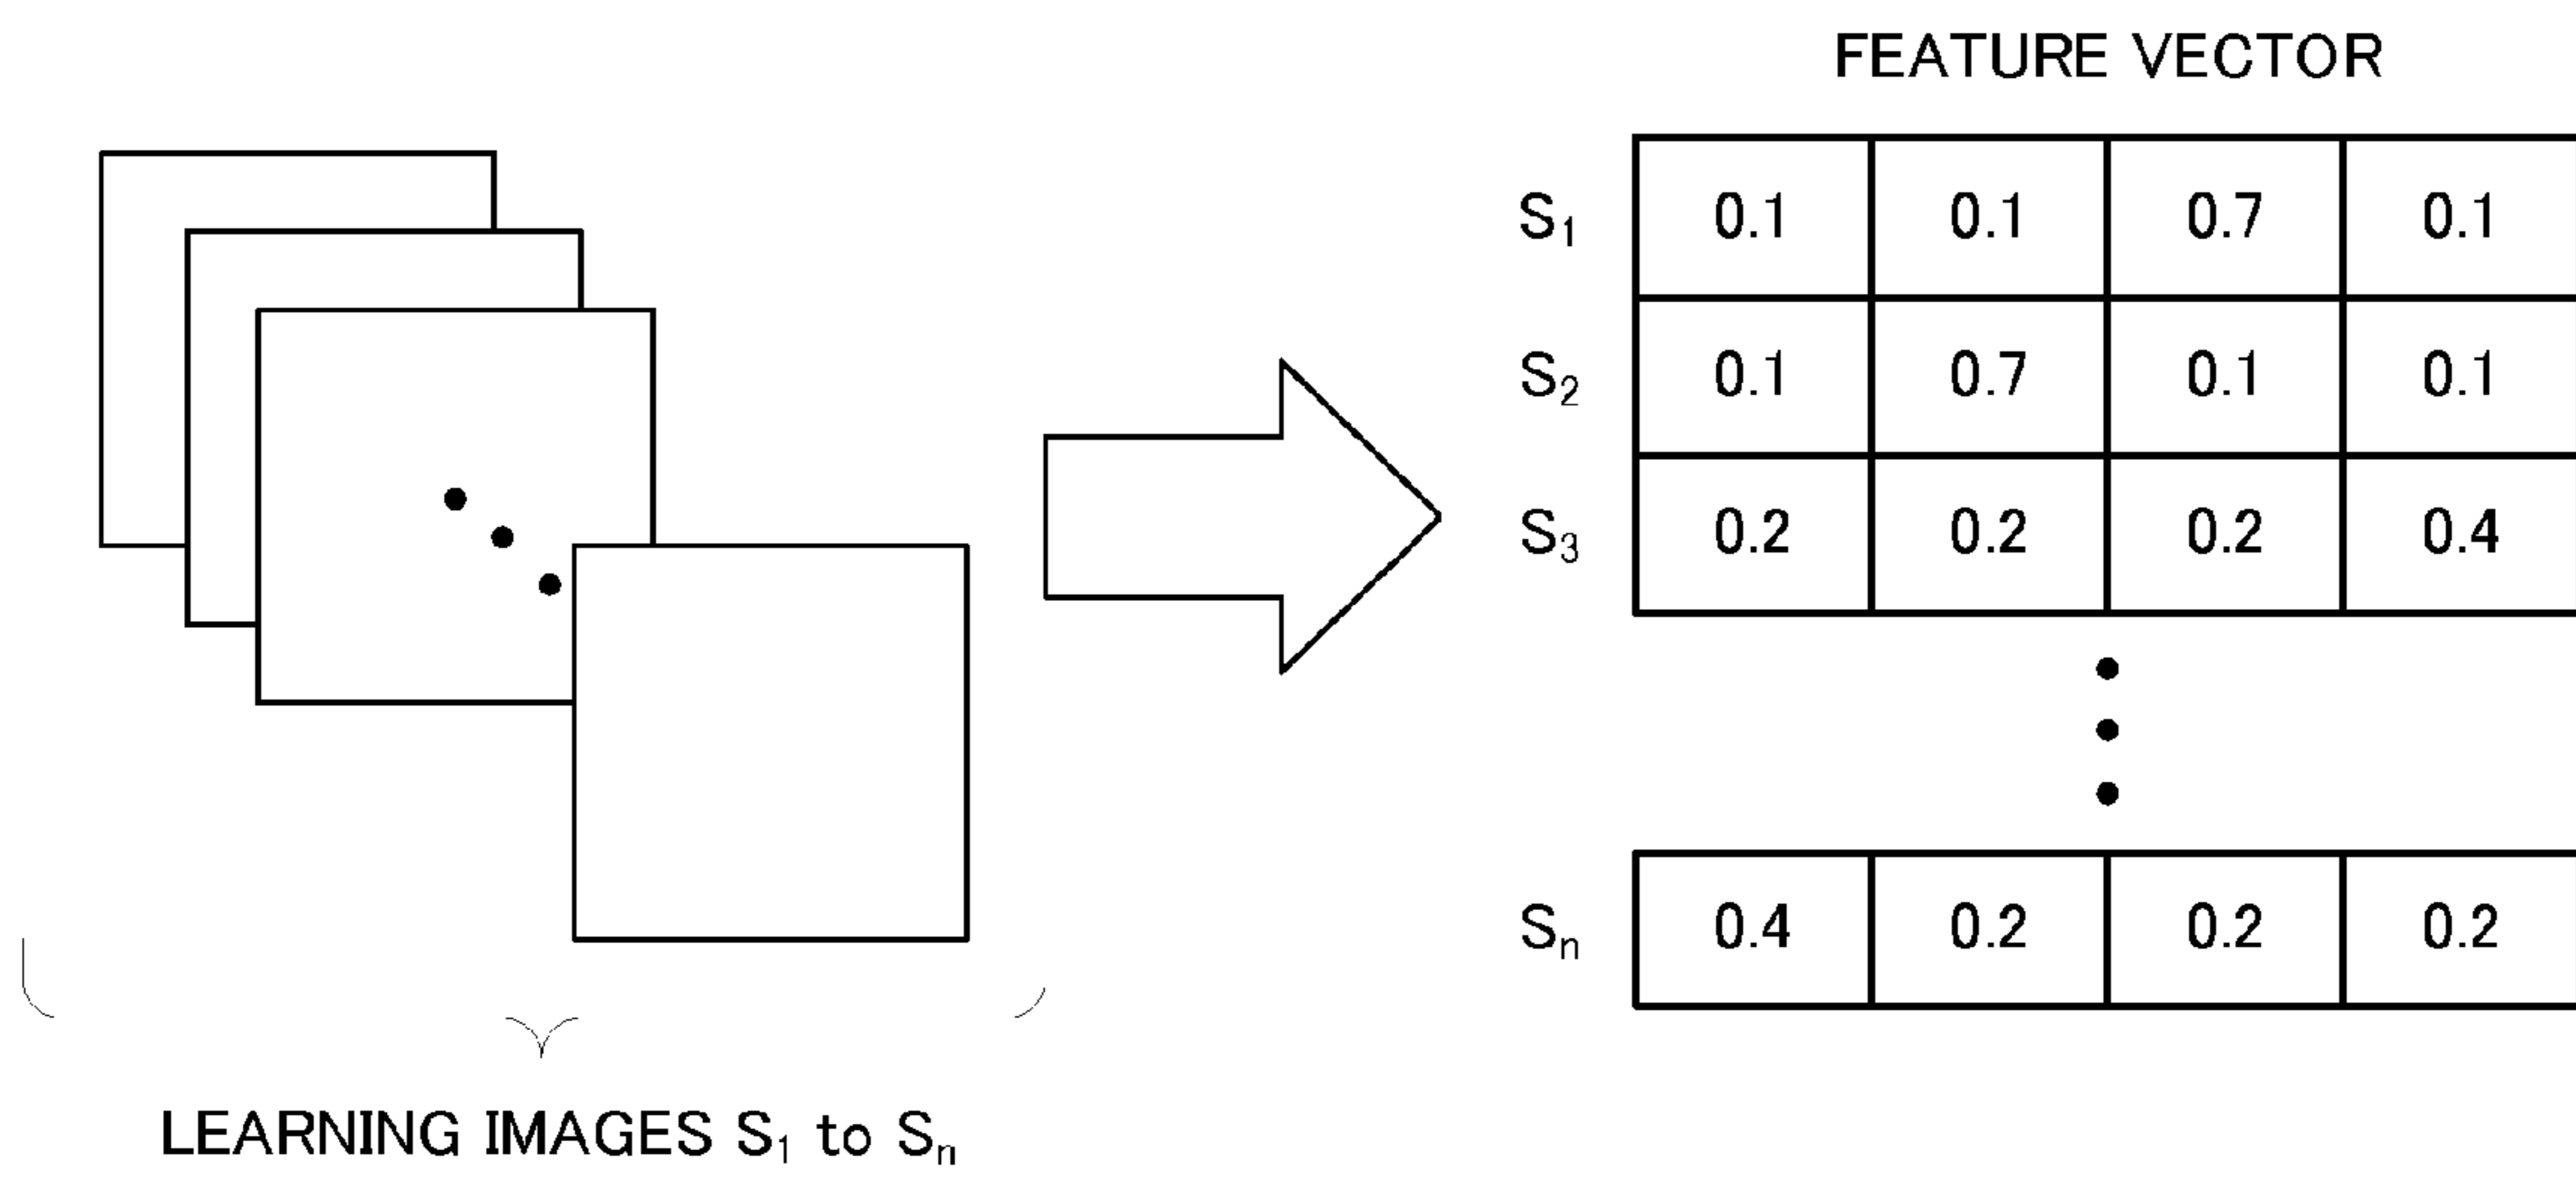 FEATURE VECTOR
S₁ 0.1 0.1 0.7 0.1
S₂ 0.1 0.7 0.1 0.1
S₃ 0.2 0.2 0.2 0.4
Sₙ 0.4 0.2 0.2 0.2
LEARNING IMAGES S₁ to Sₙ